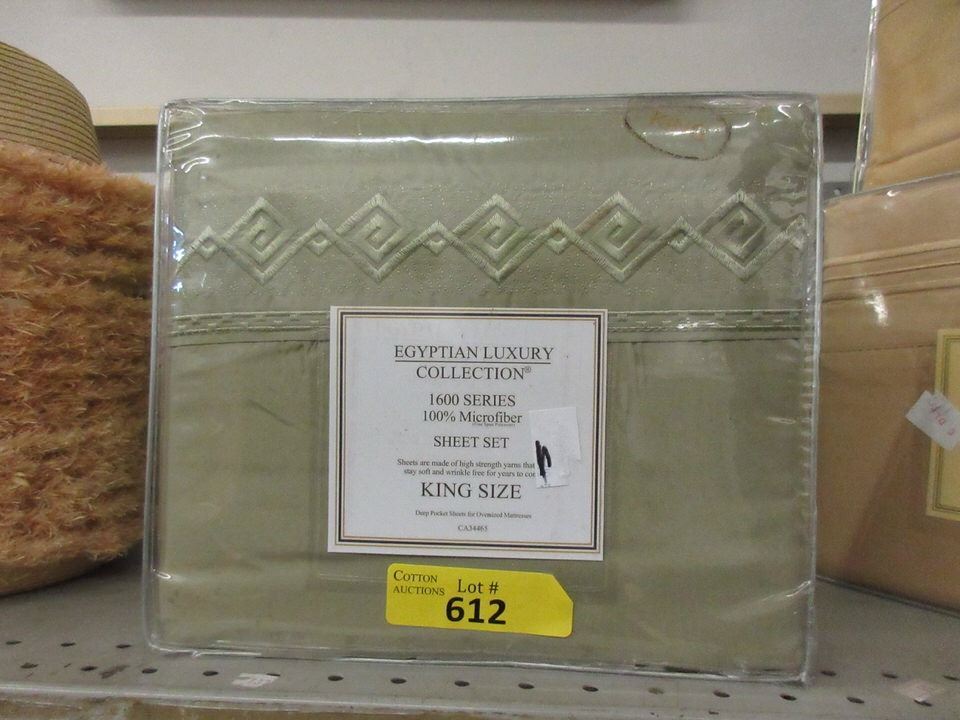 EGYPTIAN LUXURY
COLLECTION®
1600 SERIES
100% Microfiber
SHEET SET
Sheets are made of high strength yarns that
stay soft and wrinkle free for years to co
KING SIZE
Deep Pocket Sheets for Oversized Mattresses
CA34465
COTTON
AUCTIONS
Lot #
612